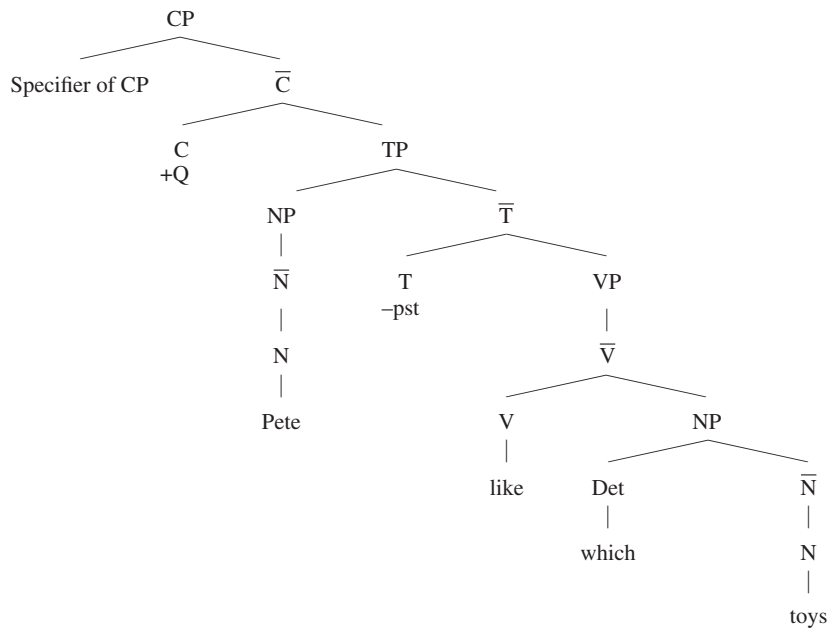 CP
Specifier of CP C̅
C TP
+Q
NP T̅
N̅ T VP
–pst
N V̅
Pete V NP
like Det N̅
which N
toys